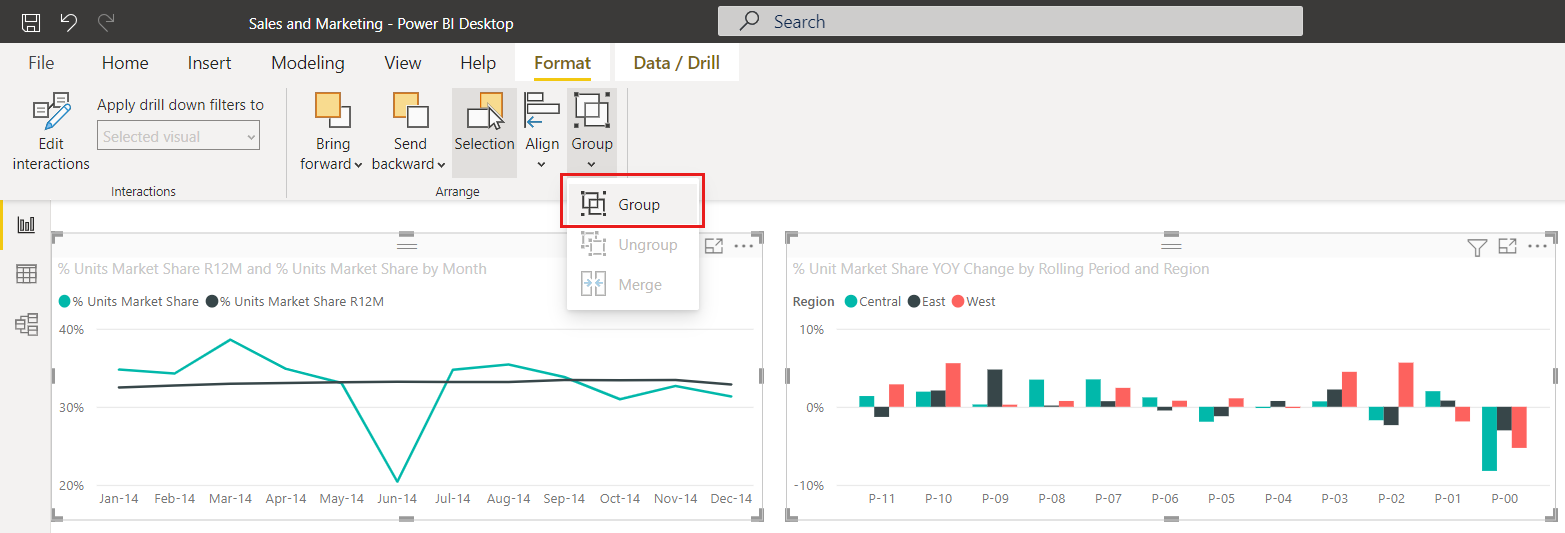 Sales and Marketing - Power BI Desktop
Search
File Home Insert Modeling View Help Format Data / Drill
Edit interactions
Apply drill down filters to
Selected visual
Interactions
Bring forward
Send backward
Selection
Align
Group
Arrange
Group
Ungroup
Merge
% Units Market Share R12M and % Units Market Share by Month
% Units Market Share % Units Market Share R12M
40%
30%
20%
Jan-14 Feb-14 Mar-14 Apr-14 May-14 Jun-14 Jul-14 Aug-14 Sep-14 Oct-14 Nov-14 Dec-14
% Unit Market Share YOY Change by Rolling Period and Region
Region Central East West
10%
0%
-10%
P-11 P-10 P-09 P-08 P-07 P-06 P-05 P-04 P-03 P-02 P-01 P-00